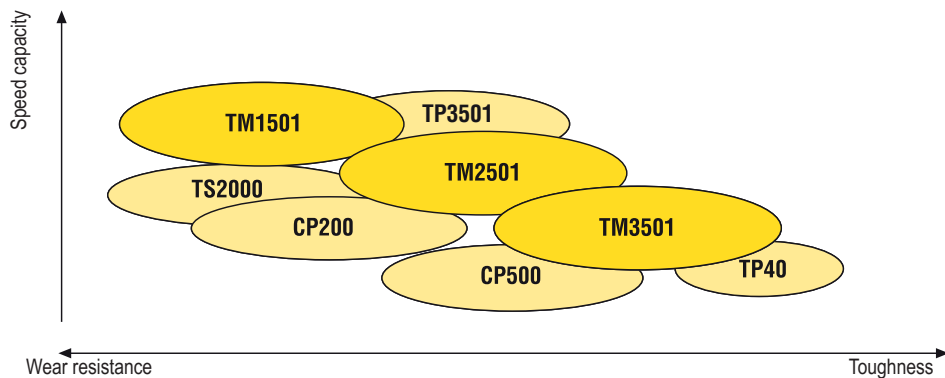 Speed capacity
TP3501
TM1501
TM2501
TS2000
CP200
TM3501
TP40
CP500
Wear resistance
Toughness